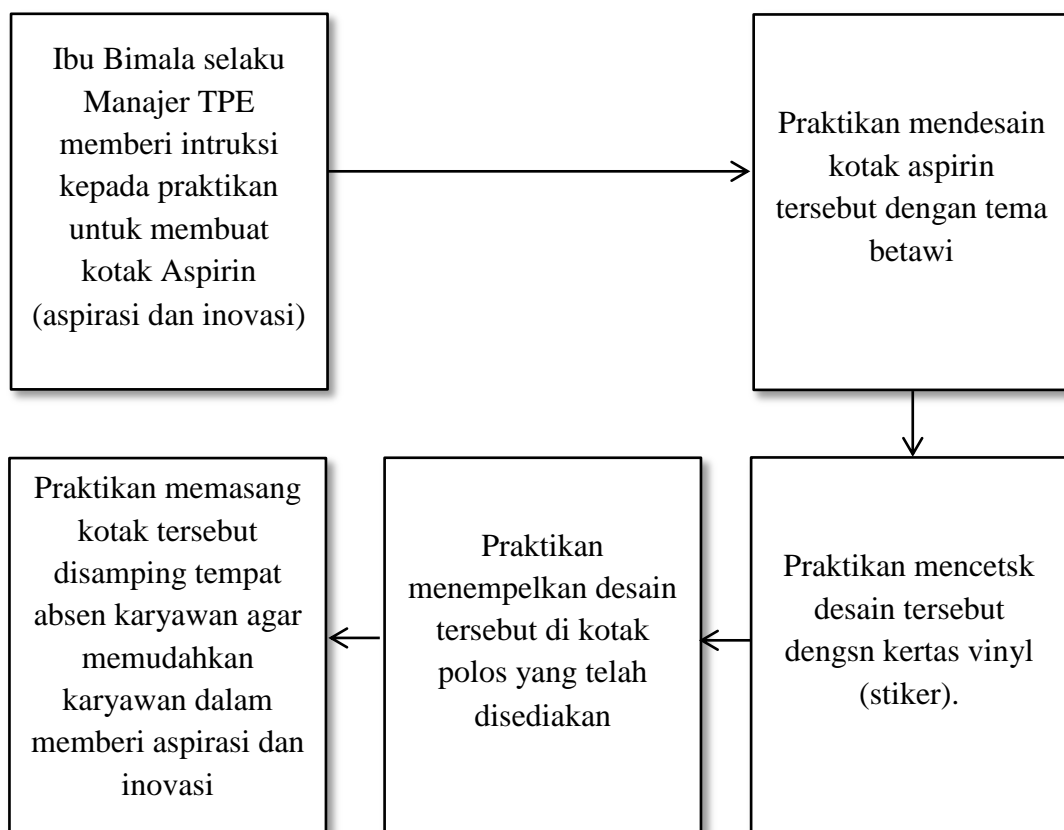 Ibu Bimala selaku
Manajer TPE
memberi intruksi
kepada praktikan
untuk membuat
kotak Aspirin
(aspirasi dan inovasi)
Praktikan mendesain
kotak aspirin
tersebut dengan tema
betawi
Praktikan mencetsk
desain tersebut
dengsn kertas vinyl
(stiker).
Praktikan
menempelkan desain
tersebut di kotak
polos yang telah
disediakan
Praktikan memasang
kotak tersebut
disamping tempat
absen karyawan agar
memudahkan
karyawan dalam
memberi aspirasi dan
inovasi